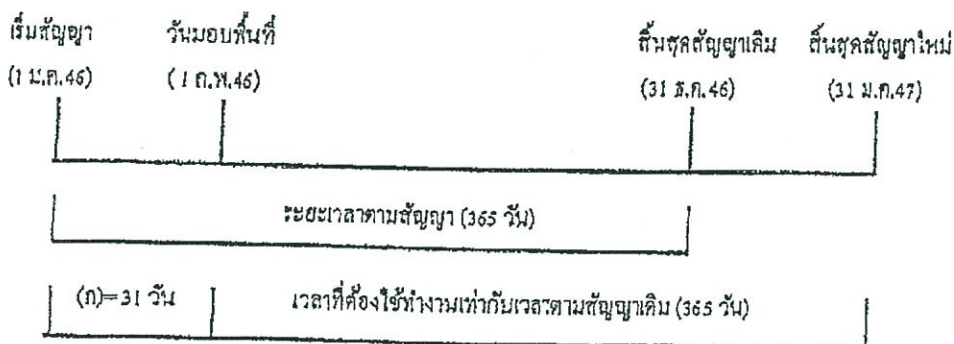 เริ่มสัญญา วันมอบพื้นที่ สิ้นสุดสัญญาเดิม สิ้นสุดสัญญาใหม่
(1 ม.ค.46) (1 ก.พ.46) (31 ธ.ค.46) (31 ม.ค.47)
ระยะเวลาตามสัญญา (365 วัน)
(ก)=31 วัน เวลาที่ต้องใช้ทำงานเท่ากับเวลาตามสัญญาเดิม (365 วัน)